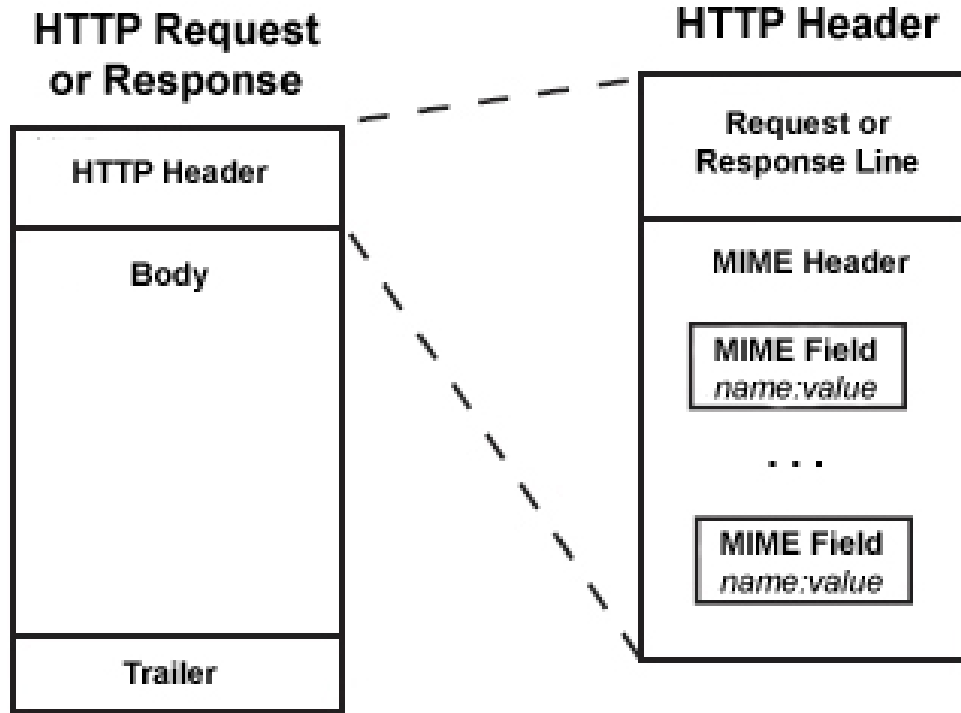 HTTP Request
or Response
HTTP Header
Body
Trailer
HTTP Header
Request or
Response Line
MIME Header
MIME Field
name:value
. . .
MIME Field
name:value